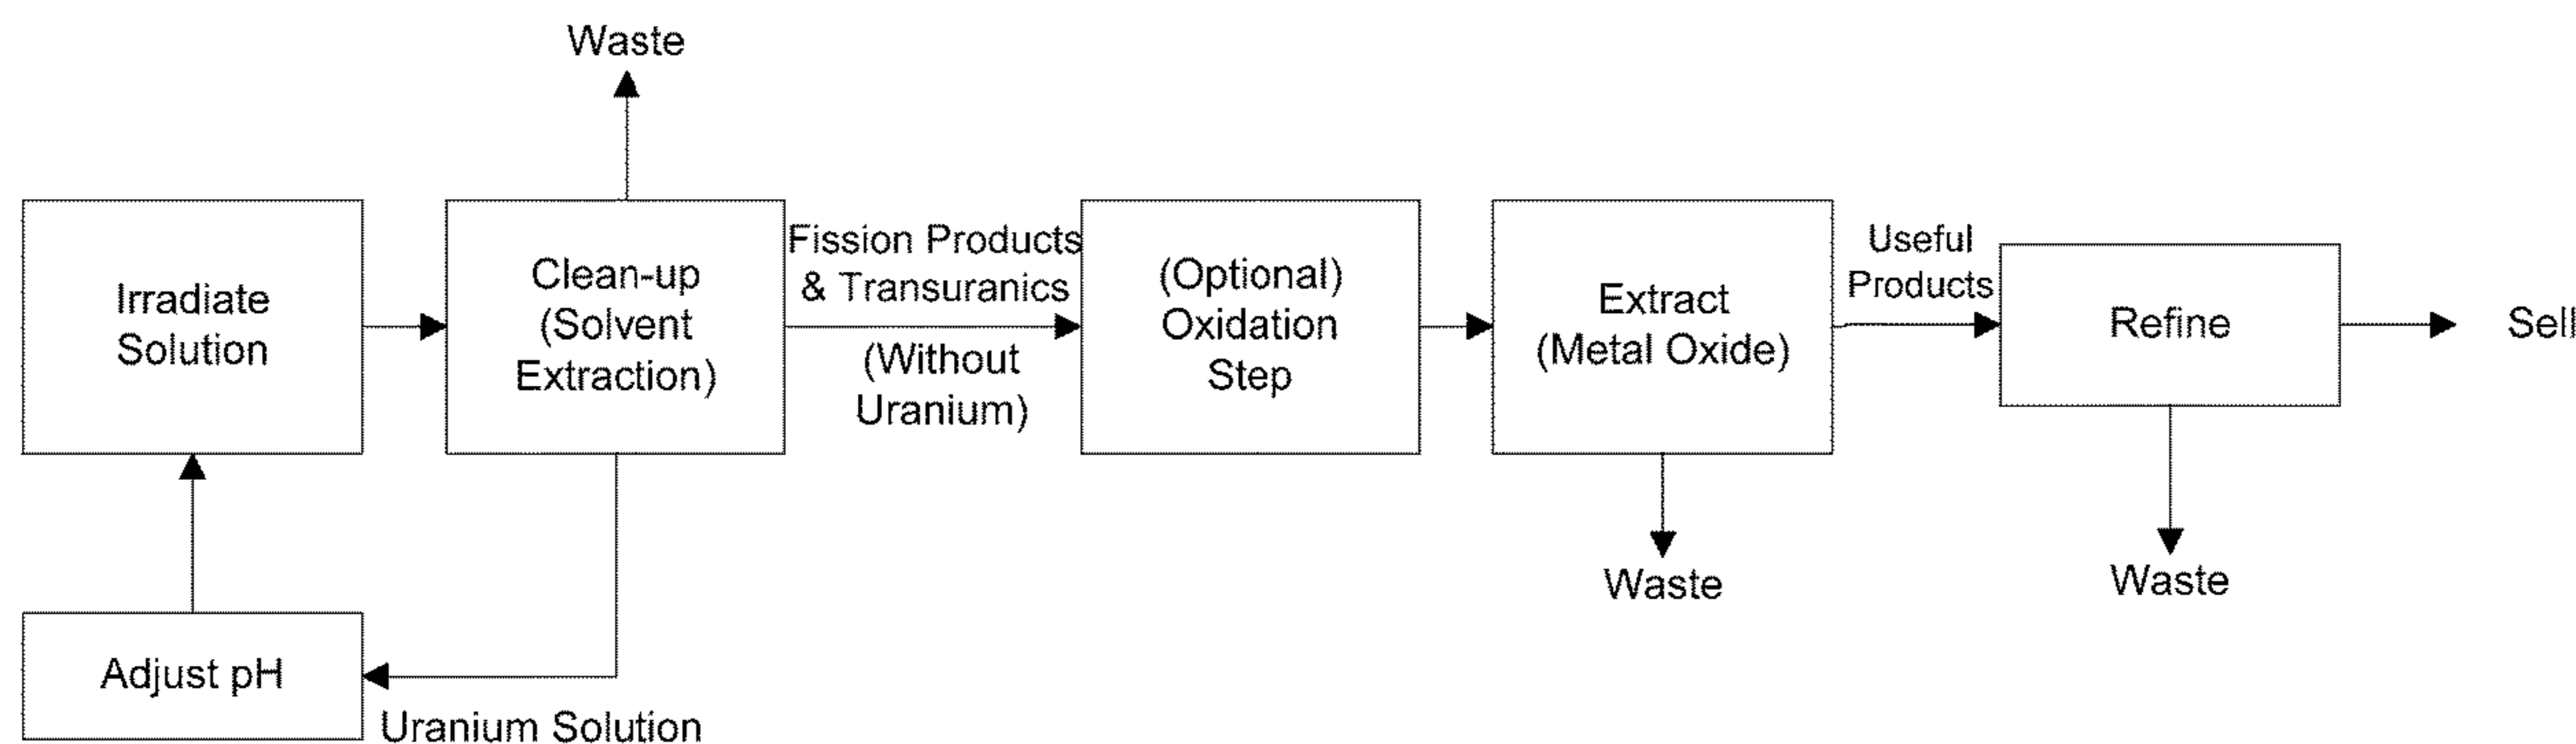 Waste
Irradiate
Solution
Clean-up
(Solvent
Extraction)
Fission Products
& Transuranics
(Without
Uranium)
(Optional)
Oxidation
Step
Extract
(Metal Oxide)
Useful
Products
Refine
Sell
Waste
Waste
Adjust pH
Uranium Solution